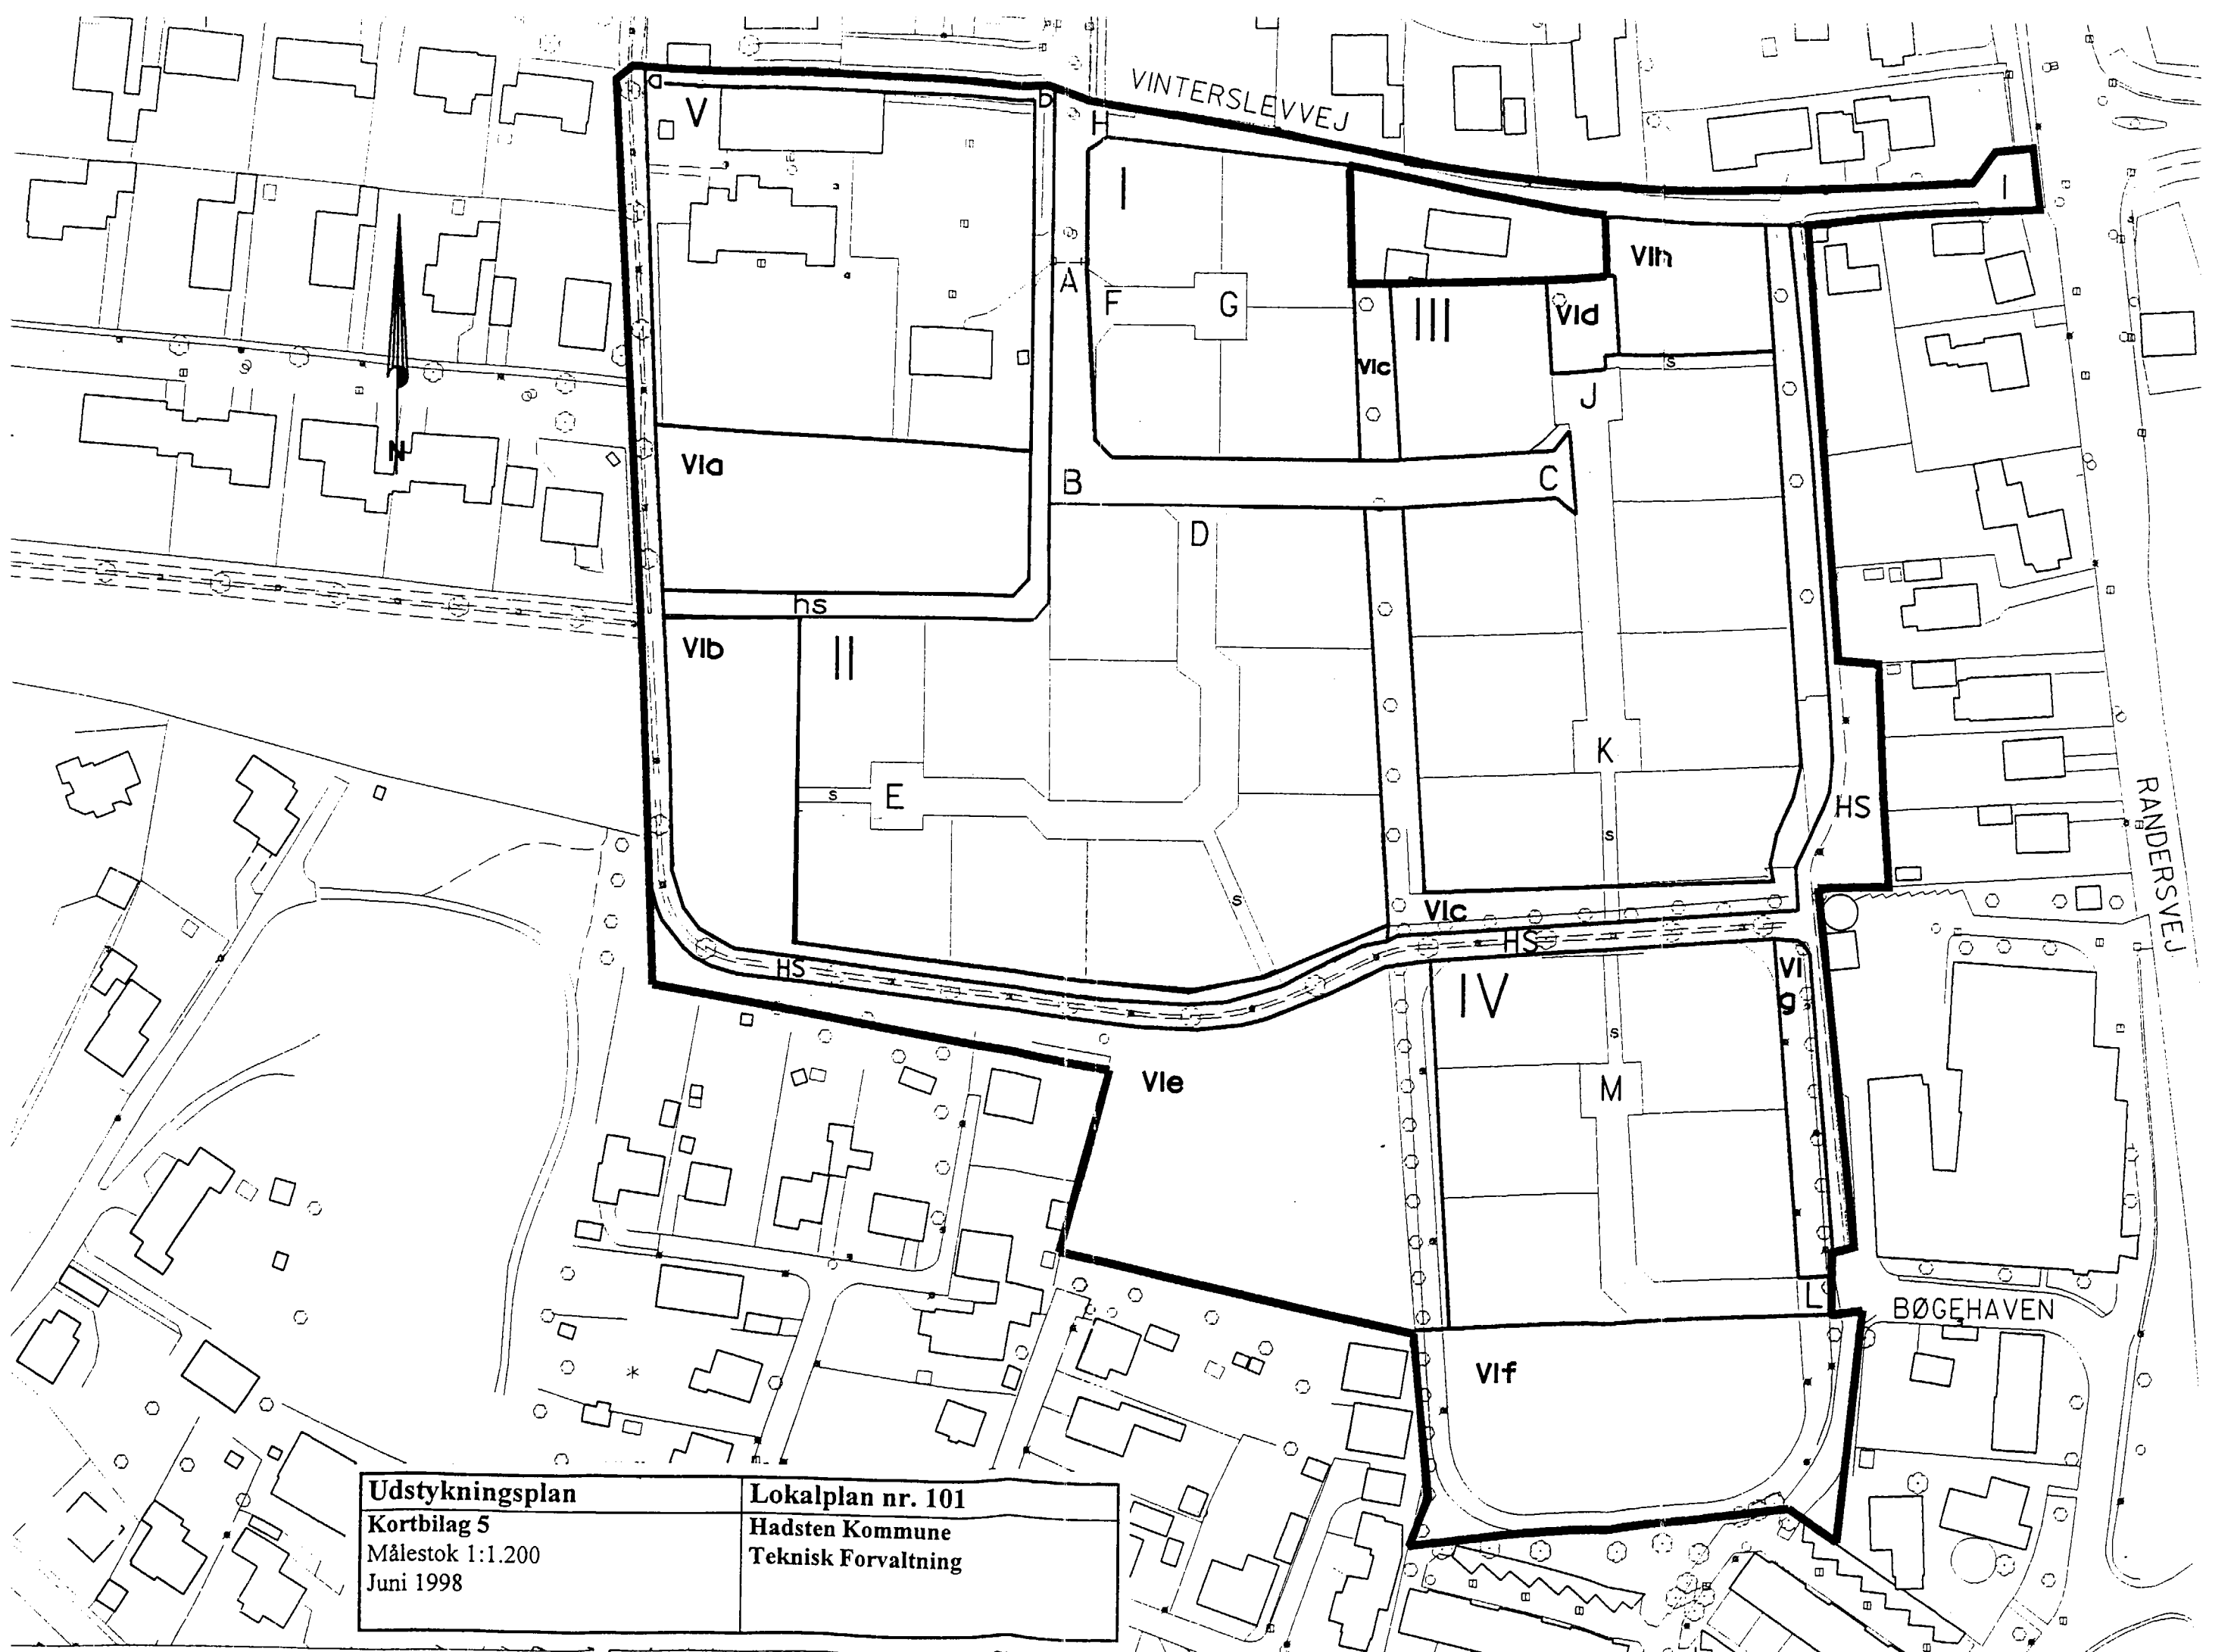 VINTERSLEVVEJ
a
b
V
H
I
I
VIh
A
F
G
III
VId
VIc
s
J
N
VIa
B
C
D
hs
VIb
II
K
s
E
HS
RANDERSVEJ
s
s
VIc
HS
HS
VI
g
IV
s
VIe
M
L
BØGEHAVEN
VIf
Udstykningsplan
Kortbilag 5
Målestok 1:1.200
Juni 1998
Lokalplan nr. 101
Hadsten Kommune
Teknisk Forvaltning